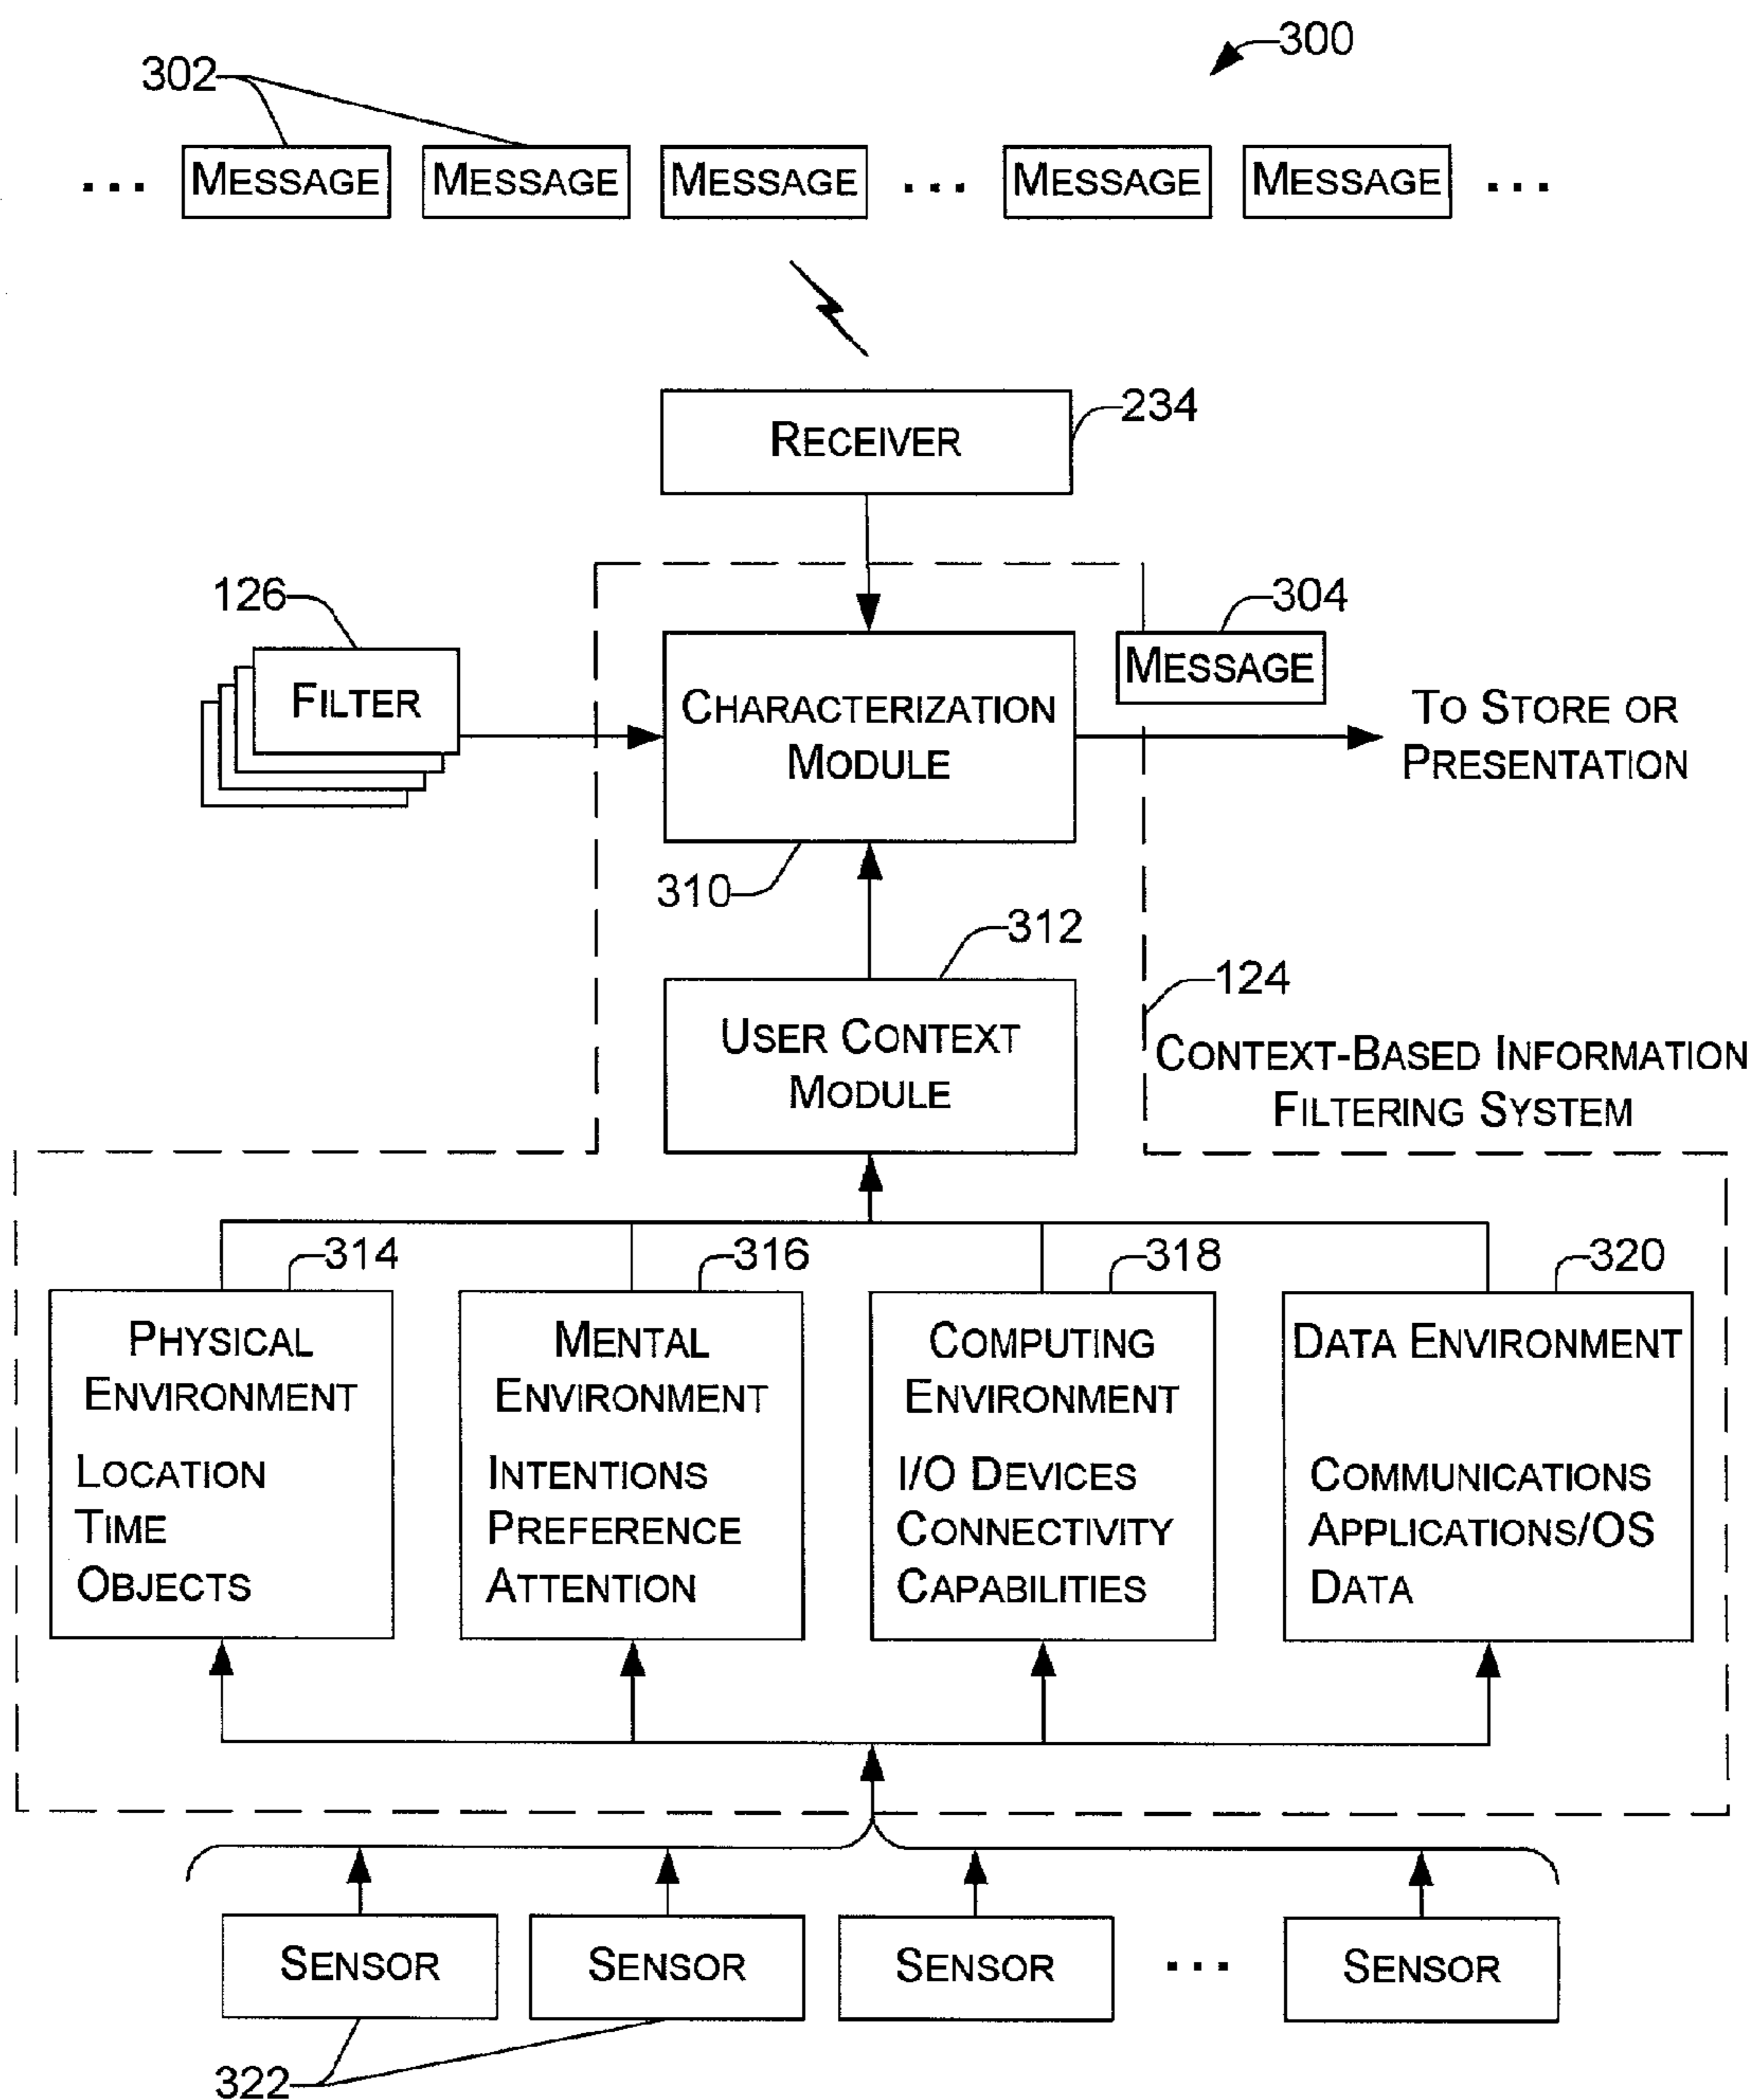 300
302
... MESSAGE MESSAGE MESSAGE ... MESSAGE MESSAGE ...
RECEIVER
234
126
FILTER
CHARACTERIZATION
MODULE
310
304
MESSAGE
TO STORE OR
PRESENTATION
312
USER CONTEXT
MODULE
124
CONTEXT-BASED INFORMATION
FILTERING SYSTEM
314
PHYSICAL
ENVIRONMENT
LOCATION
TIME
OBJECTS
316
MENTAL
ENVIRONMENT
INTENTIONS
PREFERENCE
ATTENTION
318
COMPUTING
ENVIRONMENT
I/O DEVICES
CONNECTIVITY
CAPABILITIES
320
DATA ENVIRONMENT
COMMUNICATIONS
APPLICATIONS/OS
DATA
SENSOR SENSOR SENSOR ... SENSOR
322